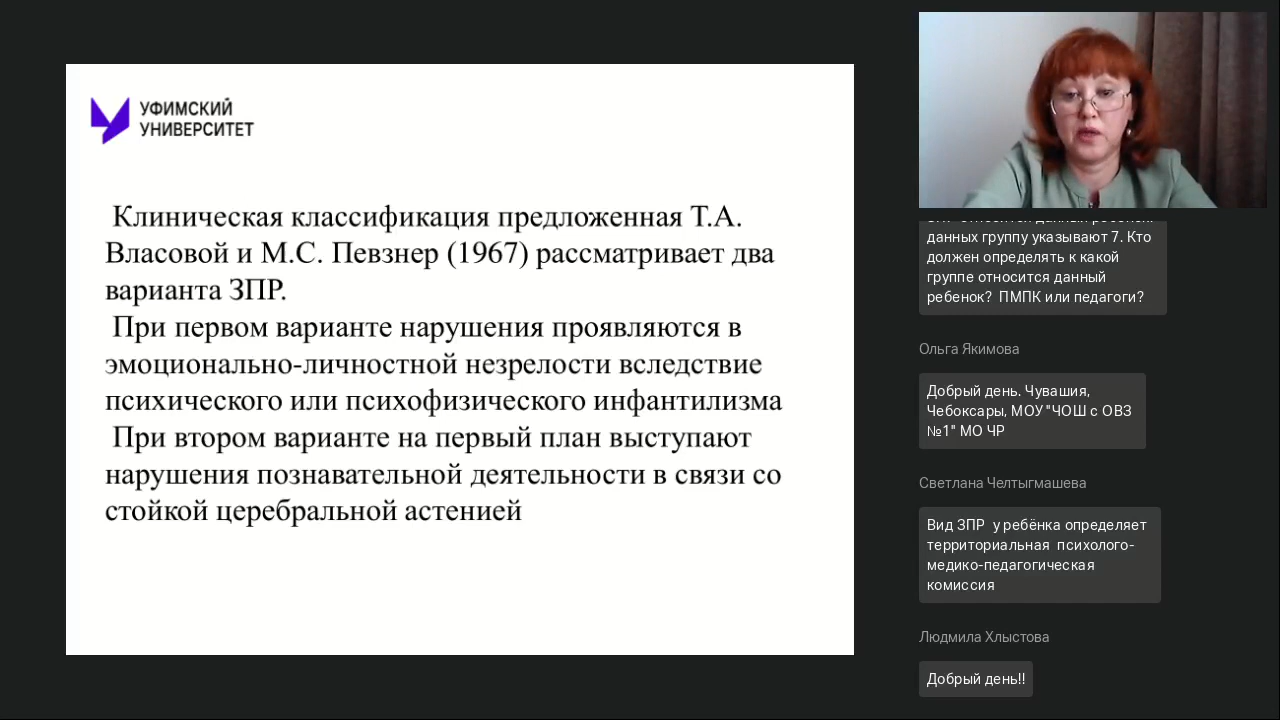 УФИМСКИЙ
УНИВЕРСИТЕТ
Клиническая классификация предложенная Т.А.
Власовой и М.С. Певзнер (1967) рассматривает два
варианта ЗПР.
При первом варианте нарушения проявляются в
эмоционально-личностной незрелости вследствие
психического или психофизического инфантилизма
При втором варианте на первый план выступают
нарушения познавательной деятельности в связи со
стойкой церебральной астенией
данных группу указывают 7. Кто
должен определять к какой
группе относится данный
ребенок? ПМПК или педагоги?
Ольга Якимова
Добрый день. Чувашия,
Чебоксары, МОУ "ЧОШ с ОВЗ
№1" МО ЧР
Светлана Челтыгмашева
Вид ЗПР у ребёнка определяет
территориальная психолого-
медико-педагогическая
комиссия
Людмила Хлыстова
Добрый день!!